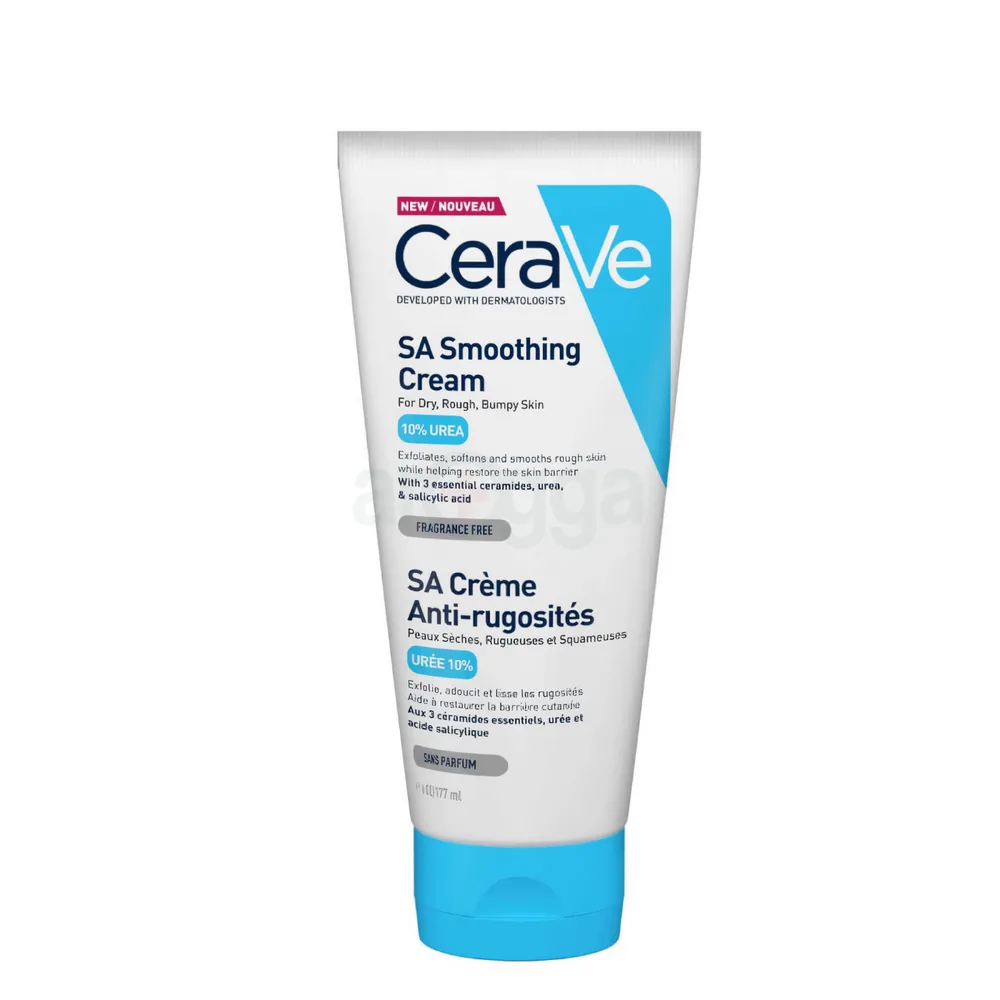 NEW / NOUVEAU
CeraVe
DEVELOPED WITH DERMATOLOGISTS
SA Smoothing
Cream
For Dry, Rough, Bumpy Skin
10% UREA
Exfoliates, softens and smooths rough skin
while helping restore the skin barrier
With 3 essential ceramides, urea,
& salicylic acid
FRAGRANCE FREE
SA Crème
Anti-rugosités
Peaux Sèches, Rugueuses et Squameuses
URÉE 10%
Exfolie, adoucit et lisse les rugosités
Aide à restaurer la barrière cutanée
Aux 3 céramides essentiels, urée et
acide salicylique
SANS PARFUM
177 ml